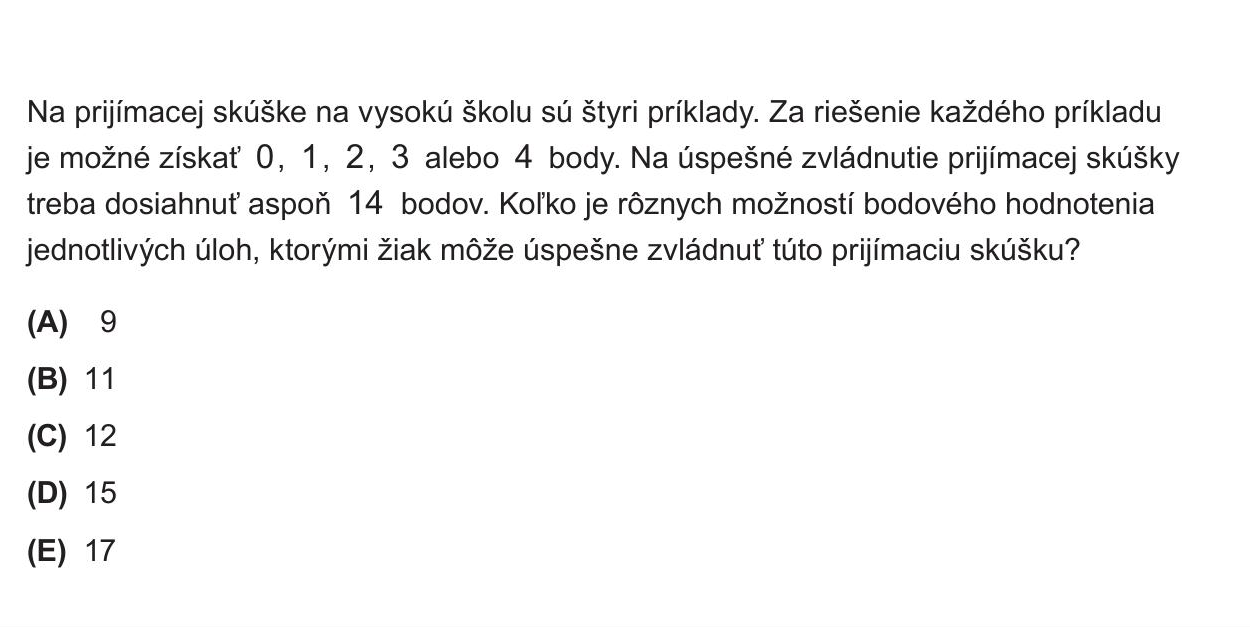 Na prijímacej skúške na vysokú školu sú štyri príklady. Za riešenie každého príkladu
je možné získať 0, 1, 2, 3 alebo 4 body. Na úspešné zvládnutie prijímacej skúšky
treba dosiahnuť aspoň 14 bodov. Koľko je rôznych možností bodového hodnotenia
jednotlivých úloh, ktorými žiak môže úspešne zvládnuť túto prijímaciu skúšku?
(A) 9
(B) 11
(C) 12
(D) 15
(E) 17